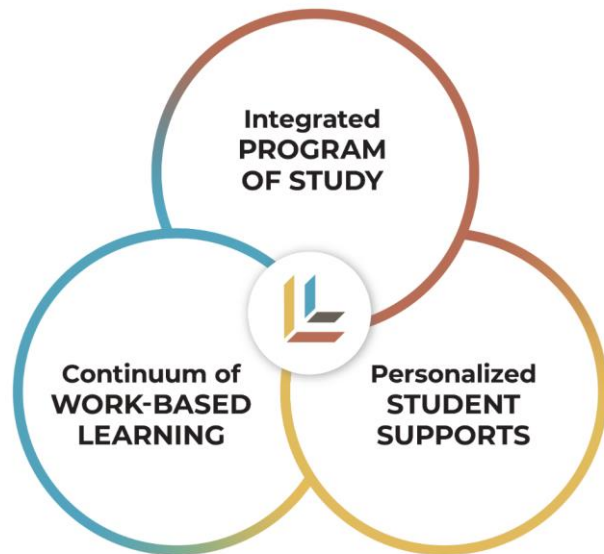 Integrated
PROGRAM
OF STUDY
Continuum of
WORK-BASED
LEARNING
Personalized
STUDENT
SUPPORTS